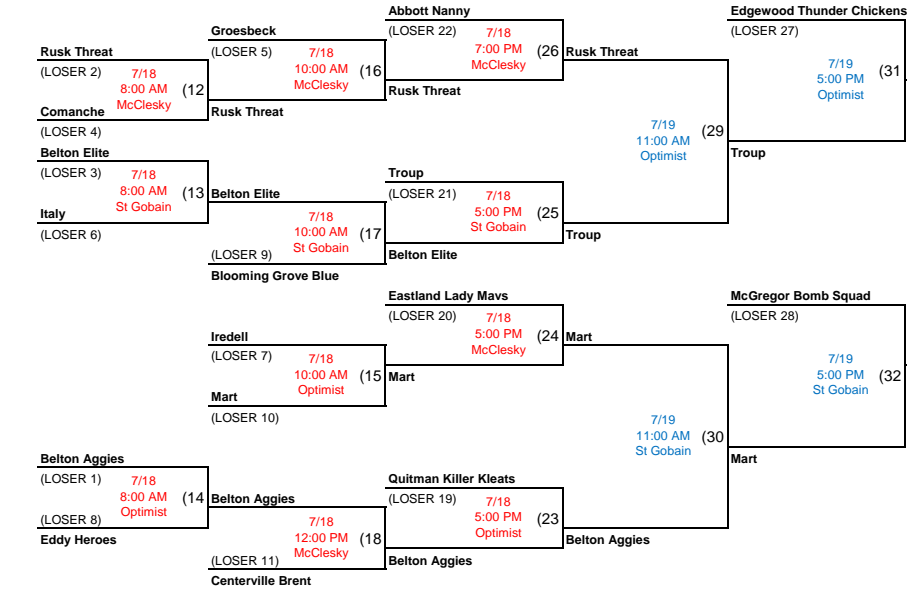 Abbott Nanny
Edgewood Thunder Chickens
Groesbeck
(LOSER 22)
7/18
(LOSER 27)
Rusk Threat
(LOSER 5)
7/18
7:00 PM
(26
Rusk Threat
7/19
(LOSER 2)
7/18
10:00 AM
(16
McClesky
5:00 PM
(31
8:00 AM
(12
McClesky
Rusk Threat
Optimist
McClesky
Comanche
Rusk Threat
(LOSER 4)
7/19
11:00 AM
(29
Belton Elite
Optimist
Troup
(LOSER 3)
7/18
Troup
8:00 AM
(13
Belton Elite
(LOSER 21)
7/18
St Gobain
Italy
7/18
5:00 PM
(25
(LOSER 6)
10:00 AM
(17
St Gobain
Troup
(LOSER 9)
St Gobain
Belton Elite
Blooming Grove Blue
Eastland Lady Mavs
McGregor Bomb Squad
(LOSER 20)
7/18
(LOSER 28)
Iredell
5:00 PM
(24
Mart
(LOSER 7)
7/18
McClesky
7/19
10:00 AM
(15
Mart
5:00 PM
(32
Optimist
St Gobain
Mart
(LOSER 10)
7/19
11:00 AM
(30
St Gobain
Belton Aggies
Mart
(LOSER 1)
7/18
Quitman Killer Kleats
8:00 AM
(14
Belton Aggies
(LOSER 19)
7/18
Optimist
(LOSER 8)
7/18
5:00 PM
(23
Eddy Heroes
12:00 PM
(18
Optimist
Belton Aggies
McClesky
(LOSER 11)
Belton Aggies
Centerville Brent